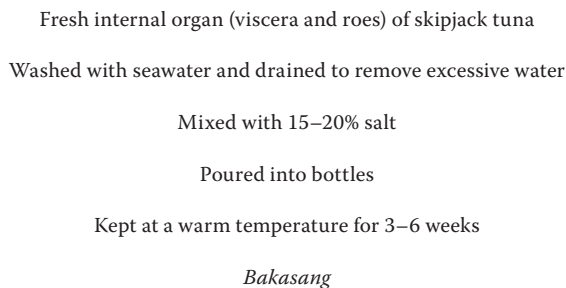 Fresh internal organ (viscera and roes) of skipjack tuna
Washed with seawater and drained to remove excessive water
Mixed with 15–20% salt
Poured into bottles
Kept at a warm temperature for 3–6 weeks
Bakasang